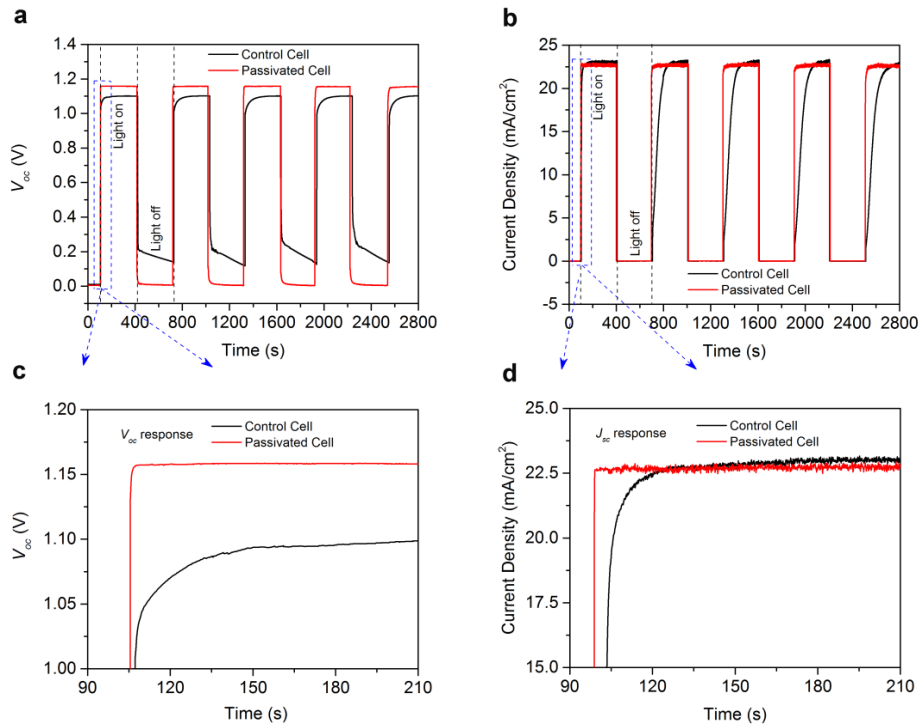 a
1.4
1.2
1.0
0.8
0.6
0.4
0.2
0.0
V_oc (V)
Control Cell
Passivated Cell
Light on
Light off
0 400 800 1200 1600 2000 2400 2800
Time (s)
b
25
20
15
10
5
0
-5
Current Density (mA/cm²)
Light on
Light off
Control Cell
Passivated Cell
0 400 800 1200 1600 2000 2400 2800
Time (s)
c
1.20
1.15
1.10
1.05
1.00
V_oc (V)
V_oc response
Control Cell
Passivated Cell
90 120 150 180 210
Time (s)
d
25.0
22.5
20.0
17.5
15.0
Current Density (mA/cm²)
J_sc response
Control Cell
Passivated Cell
90 120 150 180 210
Time (s)